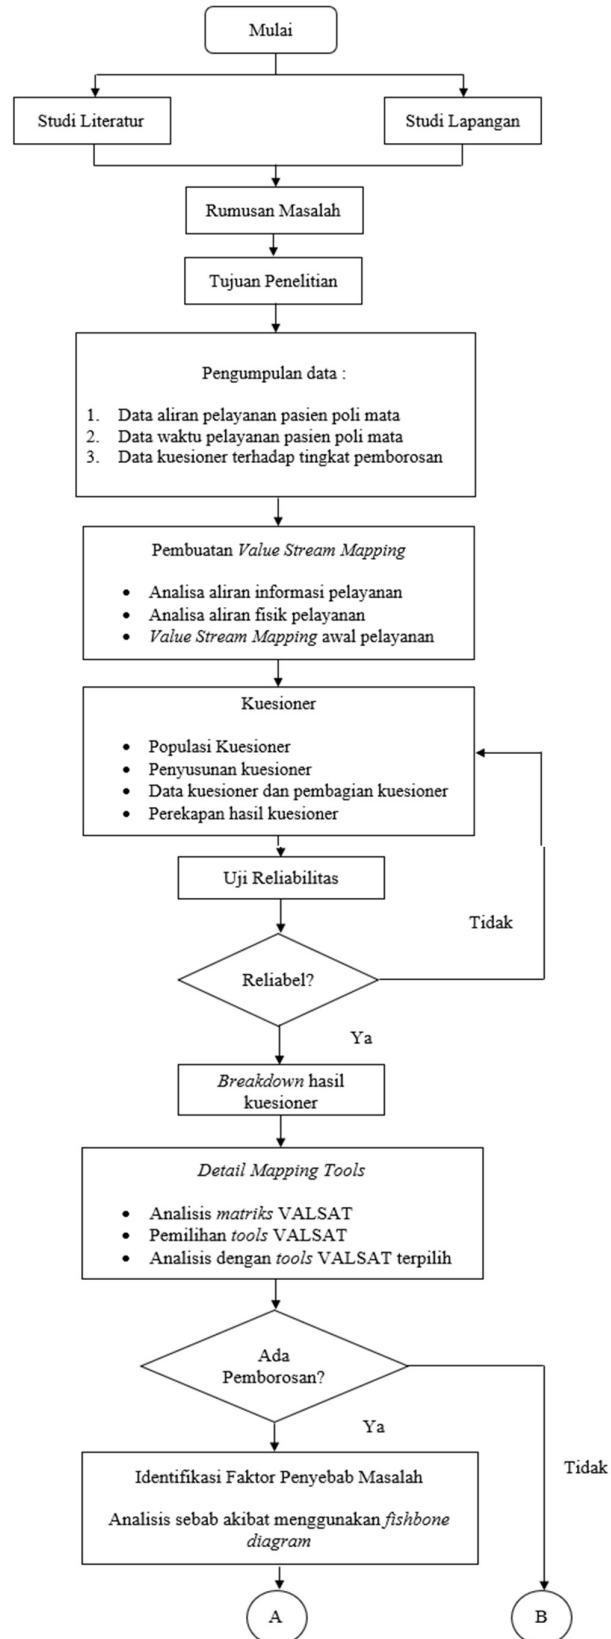 Mulai
Studi Literatur
Studi Lapangan
Rumusan Masalah
Tujuan Penelitian
Pengumpulan data :
1. Data aliran pelayanan pasien poli mata
2. Data waktu pelayanan pasien poli mata
3. Data kuesioner terhadap tingkat pemborosan
Pembuatan Value Stream Mapping
• Analisa aliran informasi pelayanan
• Analisa aliran fisik pelayanan
• Value Stream Mapping awal pelayanan
Kuesioner
• Populasi Kuesioner
• Penyusunan kuesioner
• Data kuesioner dan pembagian kuesioner
• Perekapan hasil kuesioner
Uji Reliabilitas
Tidak
Reliabel?
Ya
Breakdown hasil
kuesioner
Detail Mapping Tools
• Analisis matriks VALSAT
• Pemilihan tools VALSAT
• Analisis dengan tools VALSAT terpilih
Ada
Pemborosan?
Ya
Tidak
Identifikasi Faktor Penyebab Masalah
Analisis sebab akibat menggunakan fishbone
diagram
A
B